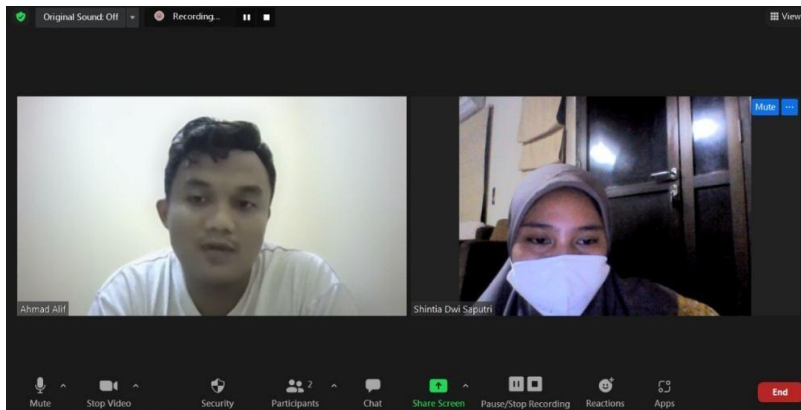 Original Sound: Off
Recording...
View
Mute ...
Ahmad Alif
Shintia Dwi Saputri
2
Mute
Stop Video
Security
Participants
Chat
Share Screen
Pause/Stop Recording
Reactions
Apps
End